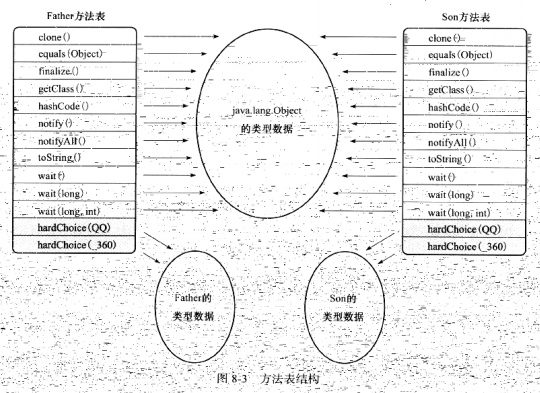 Father方法表
clone()
equals(Object)
finalize()
getClass()
hashCode()
notify()
notifyAll()
toString()
wait()
wait(long)
wait(long, int)
hardChoice(QQ)
hardChoice(_360)
java.lang.Object
的类型数据
Son方法表
clone()
equals(Object)
finalize()
getClass()
hashCode()
notify()
notifyAll()
toString()
wait()
wait(long)
wait(long, int)
hardChoice(QQ)
hardChoice(_360)
Father的
类型数据
Son的
类型数据
图 8-3 方法表结构